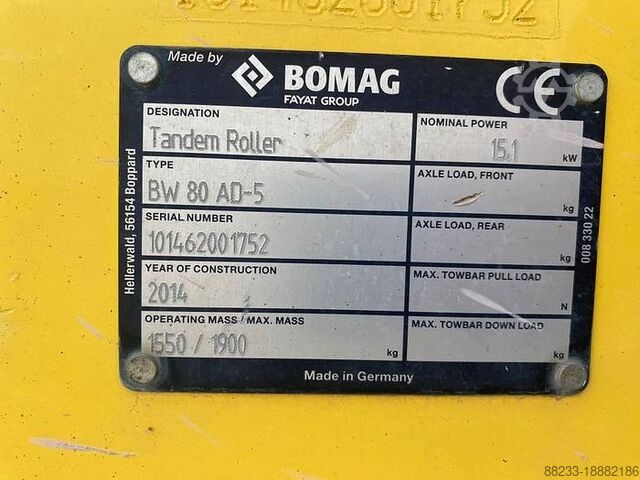 101462001752
Made by
BOMAG
FAYAT GROUP
CE
DESIGNATION
Tandem Roller
NOMINAL POWER
15.1 kW
TYPE
BW 80 AD-5
AXLE LOAD, FRONT
kg
SERIAL NUMBER
101462001752
AXLE LOAD, REAR
kg
YEAR OF CONSTRUCTION
2014
MAX. TOWBAR PULL LOAD
N
OPERATING MASS / MAX. MASS
1550 / 1900 kg
MAX. TOWBAR DOWN LOAD
kg
Made in Germany
Hellerwald, 56154 Boppard
008 330 22
88233-18882186